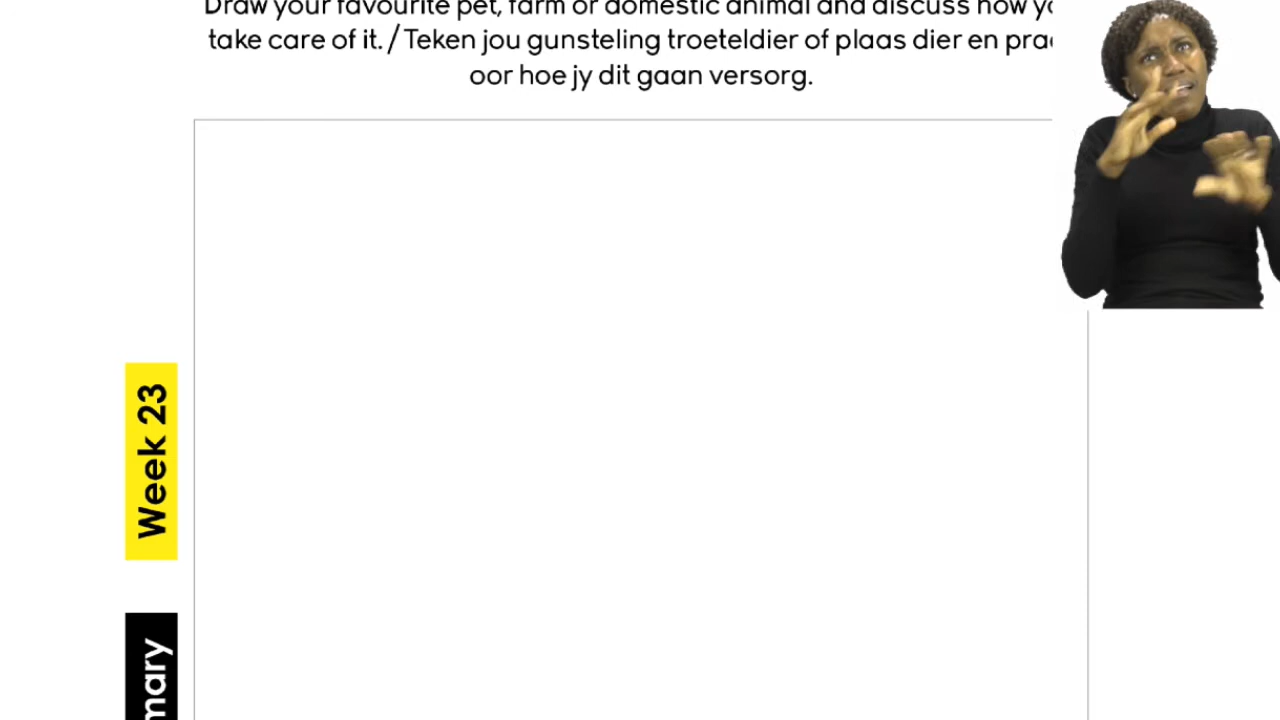 Draw your favourite pet, farm or domestic animal and discuss how
take care of it. / Teken jou gunsteling troeteldier of plaas dier en
oor hoe jy dit gaan versorg.
Week 23